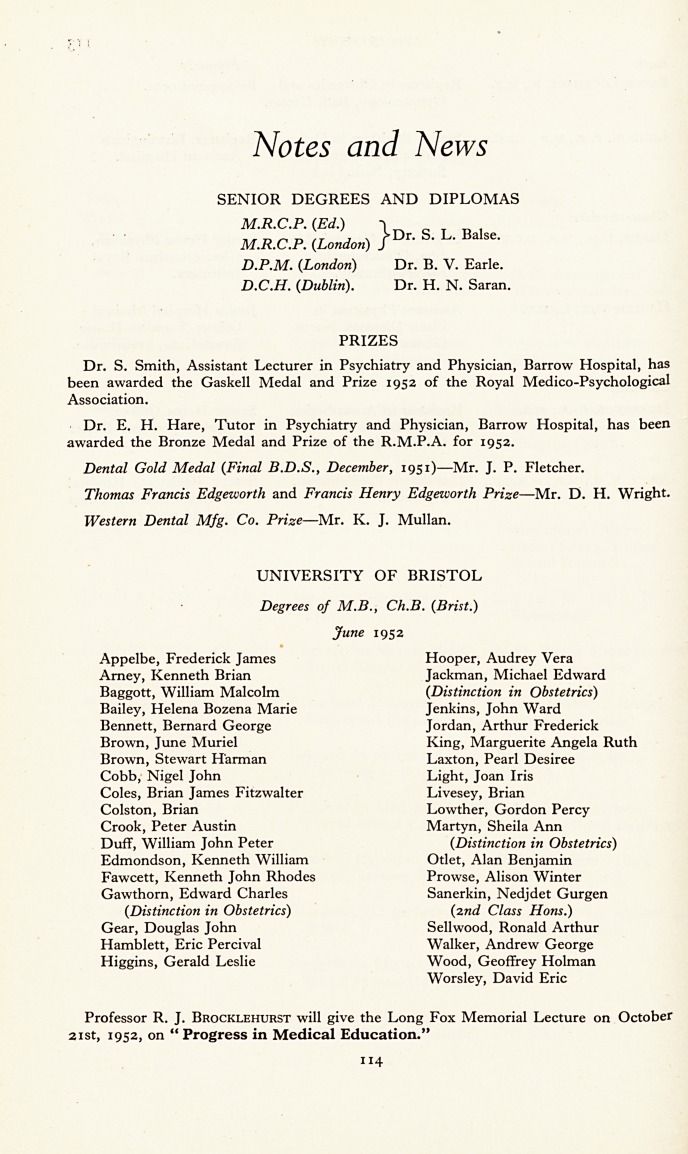 Notes and News
SENIOR DEGREES AND DIPLOMAS
M.R.C.P. (Ed.)
M.R.C.P. (London) } Dr. S. L. Balse.
D.P.M. (London) Dr. B. V. Earle.
D.C.H. (Dublin). Dr. H. N. Saran.
PRIZES
Dr. S. Smith, Assistant Lecturer in Psychiatry and Physician, Barrow Hospital, has
been awarded the Gaskell Medal and Prize 1952 of the Royal Medico-Psychological
Association.
Dr. E. H. Hare, Tutor in Psychiatry and Physician, Barrow Hospital, has been
awarded the Bronze Medal and Prize of the R.M.P.A. for 1952.
Dental Gold Medal (Final B.D.S., December, 1951)—Mr. J. P. Fletcher.
Thomas Francis Edgeworth and Francis Henry Edgeworth Prize—Mr. D. H. Wright.
Western Dental Mfg. Co. Prize—Mr. K. J. Mullan.
UNIVERSITY OF BRISTOL
Degrees of M.B., Ch.B. (Brist.)
June 1952
Appelbe, Frederick James
Arney, Kenneth Brian
Baggott, William Malcolm
Bailey, Helena Bozena Marie
Bennett, Bernard George
Brown, June Muriel
Brown, Stewart Harman
Cobb, Nigel John
Coles, Brian James Fitzwalter
Colston, Brian
Crook, Peter Austin
Duff, William John Peter
Edmondson, Kenneth William
Fawcett, Kenneth John Rhodes
Gawthorn, Edward Charles
(Distinction in Obstetrics)
Gear, Douglas John
Hamblett, Eric Percival
Higgins, Gerald Leslie
Hooper, Audrey Vera
Jackman, Michael Edward
(Distinction in Obstetrics)
Jenkins, John Ward
Jordan, Arthur Frederick
King, Marguerite Angela Ruth
Laxton, Pearl Desiree
Light, Joan Iris
Livesey, Brian
Lowther, Gordon Percy
Martyn, Sheila Ann
(Distinction in Obstetrics)
Otlet, Alan Benjamin
Prowse, Alison Winter
Sanerkin, Nedjdet Gurgen
(2nd Class Hons.)
Sellwood, Ronald Arthur
Walker, Andrew George
Wood, Geoffrey Holman
Worsley, David Eric
Professor R. J. BROCKLEHURST will give the Long Fox Memorial Lecture on October
21st, 1952, on "Progress in Medical Education."
114